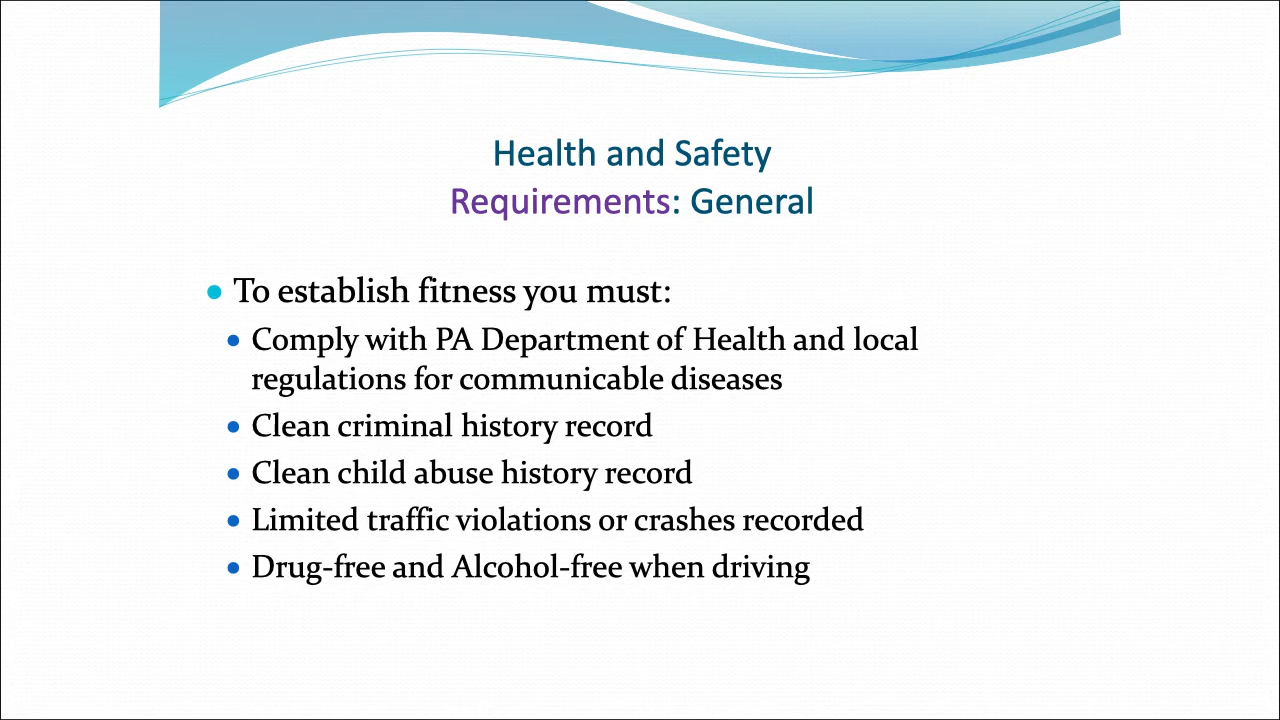 Health and Safety
Requirements: General
To establish fitness you must:
Comply with PA Department of Health and local
regulations for communicable diseases
Clean criminal history record
Clean child abuse history record
Limited traffic violations or crashes recorded
Drug-free and Alcohol-free when driving